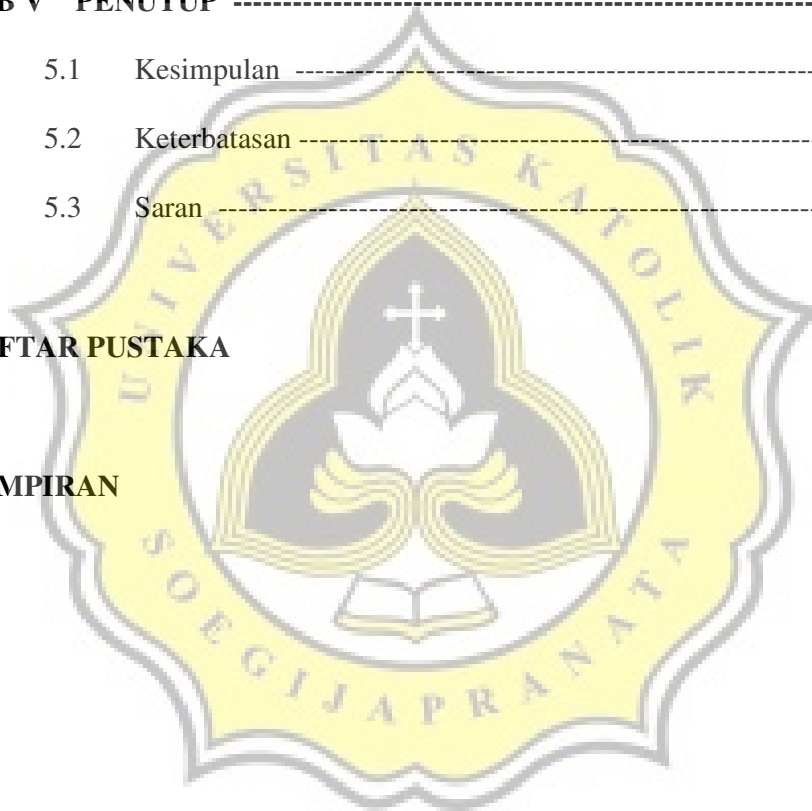 B V PENUTUP ----------------------------------------------------------------
5.1 Kesimpulan ---------------------------------------------------------
5.2 Keterbatasan ---------------------------------------------------------
5.3 Saran -----------------------------------------------------------------
FTAR PUSTAKA
MPIRAN
UNIVERSITAS KATOLIK
SOEGIJAPRANATA